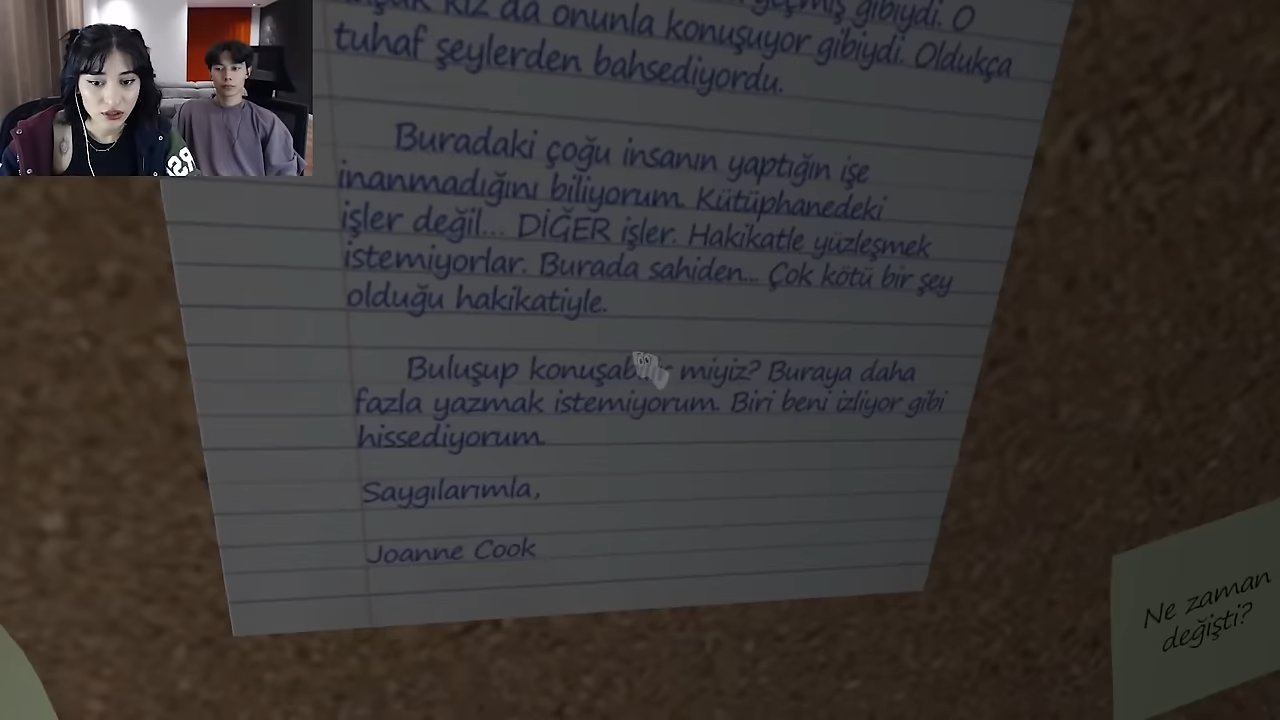 geçmiş gibiydi. O
kız da onunla konuşuyor gibiydi. Oldukça
tuhaf şeylerden bahsediyordu.
Buradaki çoğu insanın yaptığın işe
inanmadığını biliyorum. Kütüphanedeki
işler değil... DİĞER işler. Hakikatle yüzleşmek
istemiyorlar. Burada sahiden... Çok kötü bir şey
olduğu hakikatiyle.
Buluşup konuşabilir miyiz? Buraya daha
fazla yazmak istemiyorum. Biri beni izliyor gibi
hissediyorum.
Saygılarımla,
Joanne Cook
Ne zaman
değişti?